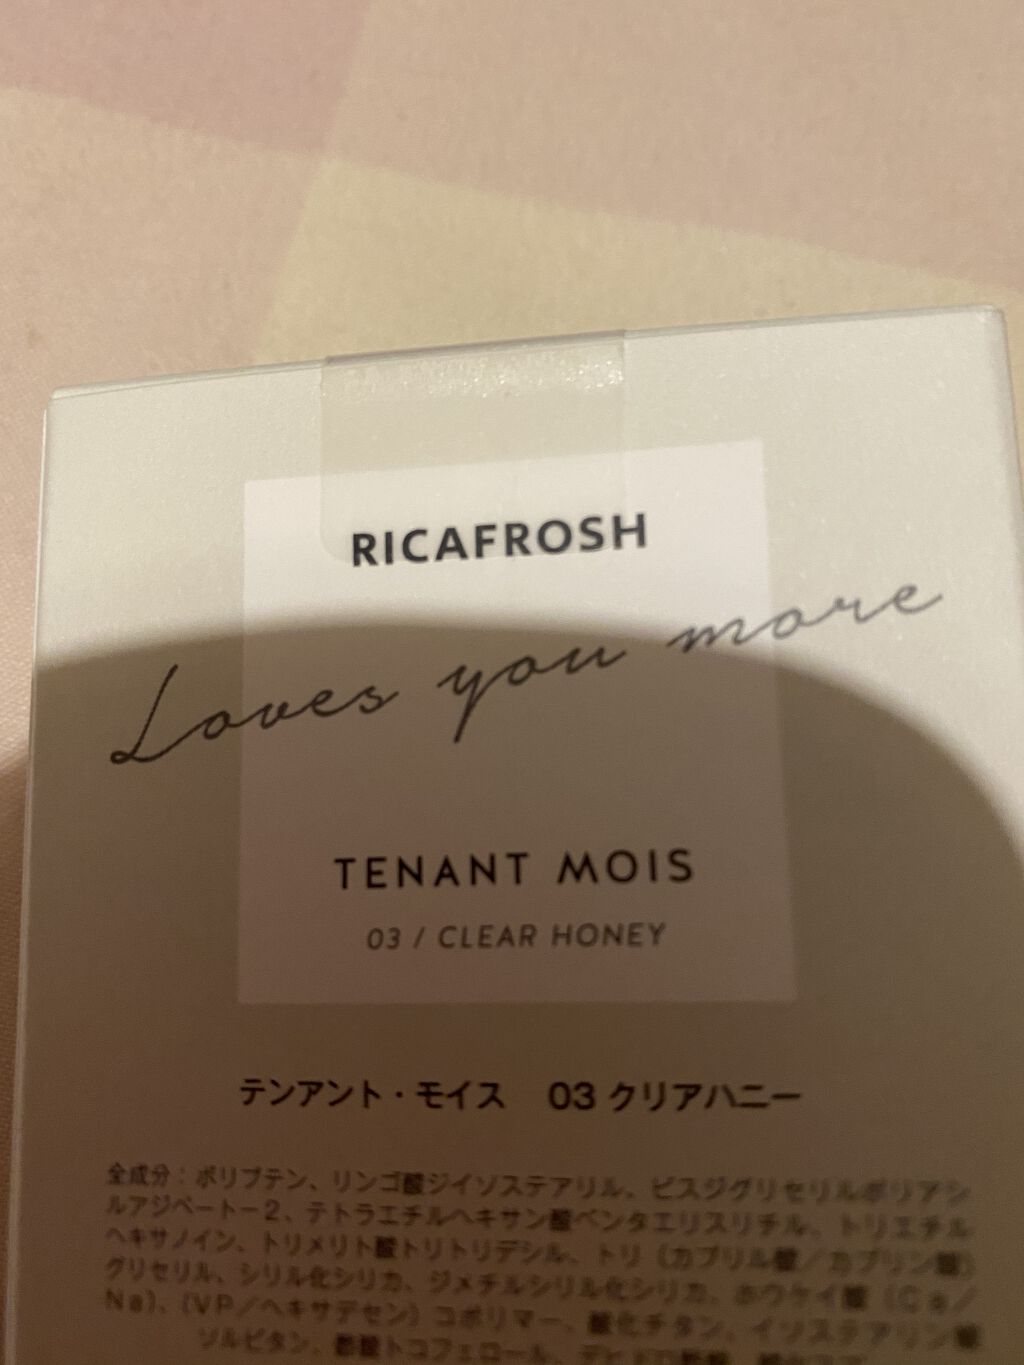 RICAFROSH
Loves you more
TENANT MOIS
03 / CLEAR HONEY
テンアント・モイス 03 クリアハニー
全成分：ポリブテン、リンゴ酸ジイソステアリル、ビスジグリセリルポリアシ
ルアジペート-2、テトラエチルヘキサン酸ペンタエリスリチル、トリエチル
ヘキサノイン、トリメリト酸トリトリデシル、トリ（カプリル酸／カプリン酸）
グリセリル、シリル化シリカ、ジメチルシリル化シリカ、ホウケイ酸（Ca／
Na）、（VP／ヘキサデセン）コポリマー、酸化チタン、イソステアリン酸
ソルビタン、酢酸トコフェロール、